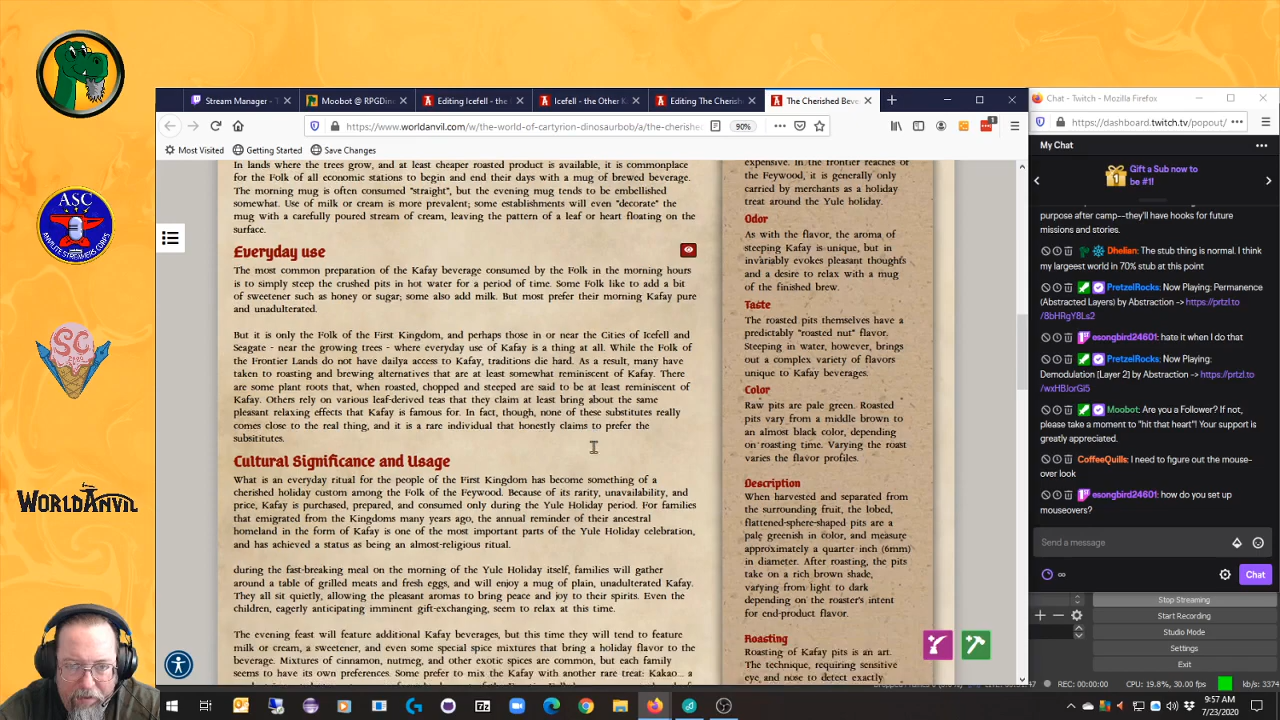 Stream Manager - T
Moobot @ RPGDin
Editing Icefell - the
Icefell - the Other K
Editing The Cherish
The Cherished Beve
https://www.worldanvil.com/w/the-world-of-cartyrion-dinosaurbob/a/the-cherishe
90%
Most Visited
Getting Started
Save Changes
In lands where the trees grow, and at least cheaper roasted product is available, it is commonplace
for the Folk of all economic stations to begin and end their days with a mug of brewed beverage.
The morning mug is often consumed "straight", but the evening mug tends to be embellished
somewhat. Use of milk or cream is more prevalent; some establishments will even "decorate" the
mug with a carefully poured stream of cream, leaving the pattern of a leaf or heart floating on the
surface.
Everyday use
The most common preparation of the Kafay beverage consumed by the Folk in the morning hours
is to simply steep the crushed pits in hot water for a period of time. Some Folk like to add a bit
of sweetener such as honey or sugar; some also add milk. But most prefer their morning Kafay pure
and unadulterated.
But it is only the Folk of the First Kingdom, and perhaps those in or near the Cities of Icefell and
Seagate - near the growing trees - where everyday use of Kafay is a thing at all. While the Folk of
the Frontier Lands do not have dailya access to Kafay, traditions die hard. As a result, many have
taken to roasting and brewing alternatives that are at least somewhat reminiscent of Kafay. There
are some plant roots that, when roasted, chopped and steeped are said to be at least reminiscent of
Kafay. Others rely on various leaf-derived teas that they claim at least bring about the same
pleasant relaxing effects that Kafay is famous for. In fact, though, none of these substitutes really
comes close to the real thing, and it is a rare individual that honestly claims to prefer the
subsititutes.
Cultural Significance and Usage
What is an everyday ritual for the people of the First Kingdom has become something of a
cherished holiday custom among the Folk of the Feywood. Because of its rarity, unavailability, and
price, Kafay is purchased, prepared, and consumed only during the Yule Holiday period. For families
that emigrated from the Kingdoms many years ago, the annual reminder of their ancestral
homeland in the form of Kafay is one of the most important parts of the Yule Holiday celebration,
and has achieved a status as being an almost-religious ritual.
during the fast-breaking meal on the morning of the Yule Holiday itself, families will gather
around a table of grilled meats and fresh eggs, and will enjoy a mug of plain, unadulterated Kafay.
They all sit quietly, allowing the pleasant aromas to bring peace and joy to their spirits. Even the
children, eagerly anticipating imminent gift-exchanging, seem to relax at this time.
The evening feast will feature additional Kafay beverages, but this time they will tend to feature
milk or cream, a sweetener, and even some special spice mixtures that bring a holiday flavor to the
beverage. Mixtures of cinnamon, nutmeg, and other exotic spices are common, but each family
seems to have its own preferences. Some prefer to mix the Kafay with another rare treat: Kakao... a
expensive. In the frontier reaches of
the Feywood, it is generally only
carried by merchants as a holiday
treat around the Yule holiday.
Odor
As with the flavor, the aroma of
steeping Kafay is unique, but in
invariably evokes pleasant thoughts
and a desire to relax with a mug
of the finished brew.
Taste
The roasted pits themselves have a
predictably "roasted nut" flavor.
Steeping in water, however, brings
out a complex variety of flavors
unique to Kafay beverages.
Color
Raw pits are pale green. Roasted
pits vary from a middle brown to
an almost black color, depending
on roasting time. Varying the roast
varies the flavor profiles.
Description
When harvested and separated from
the surrounding fruit, the lobed,
flattened-sphere-shaped pits are a
pale greenish in color, and measure
approximately a quarter inch (6mm)
in diameter. After roasting, the pits
take on a rich brown shade,
varying from light to dark
depending on the roaster's intent
for end-product flavor.
Roasting
Roasting of Kafay pits is an art.
The technique, requiring sensitive
eye and nose to detect exactly
Chat - Twitch - Mozilla Firefox
https://dashboard.twitch.tv/popout/
My Chat
Gift a Sub now to
be #1!
purpose after camp--they'll have hooks for future
missions and stories.
Dhelian: The stub thing is normal. I think
my largeest world in 70% stub at this point
PretzelRocks: Now Playing: Permanence
(Abstracted Layers) by Abstraction -> https://prtzl.to
/8bHRgY8Ls2
esongbird24601: hate it when I do that
PretzelRocks: Now Playing:
Demodulation [Layer 2] by Abstraction ->
https://prtzl.to/wxHBJorGi5
Moobot: Are you a Follower? If not,
please take a moment to "hit that heart"! Your support is
greatly appreciated.
CoffeeQuills: I need to figure out the mouse-
over look
esongbird24601: how do you set up
mouseovers?
Send a message
Chat
Stop Streaming
Start Recording
Studio Mode
Settings
Exit
REC: 00:00:00
CPU: 19.8%, 30.00 fps
kb/s: 3374
ASC
ANVILITE STREAMERS CORPS
SC
WORLDANVIL
9:57 AM
7/23/2020